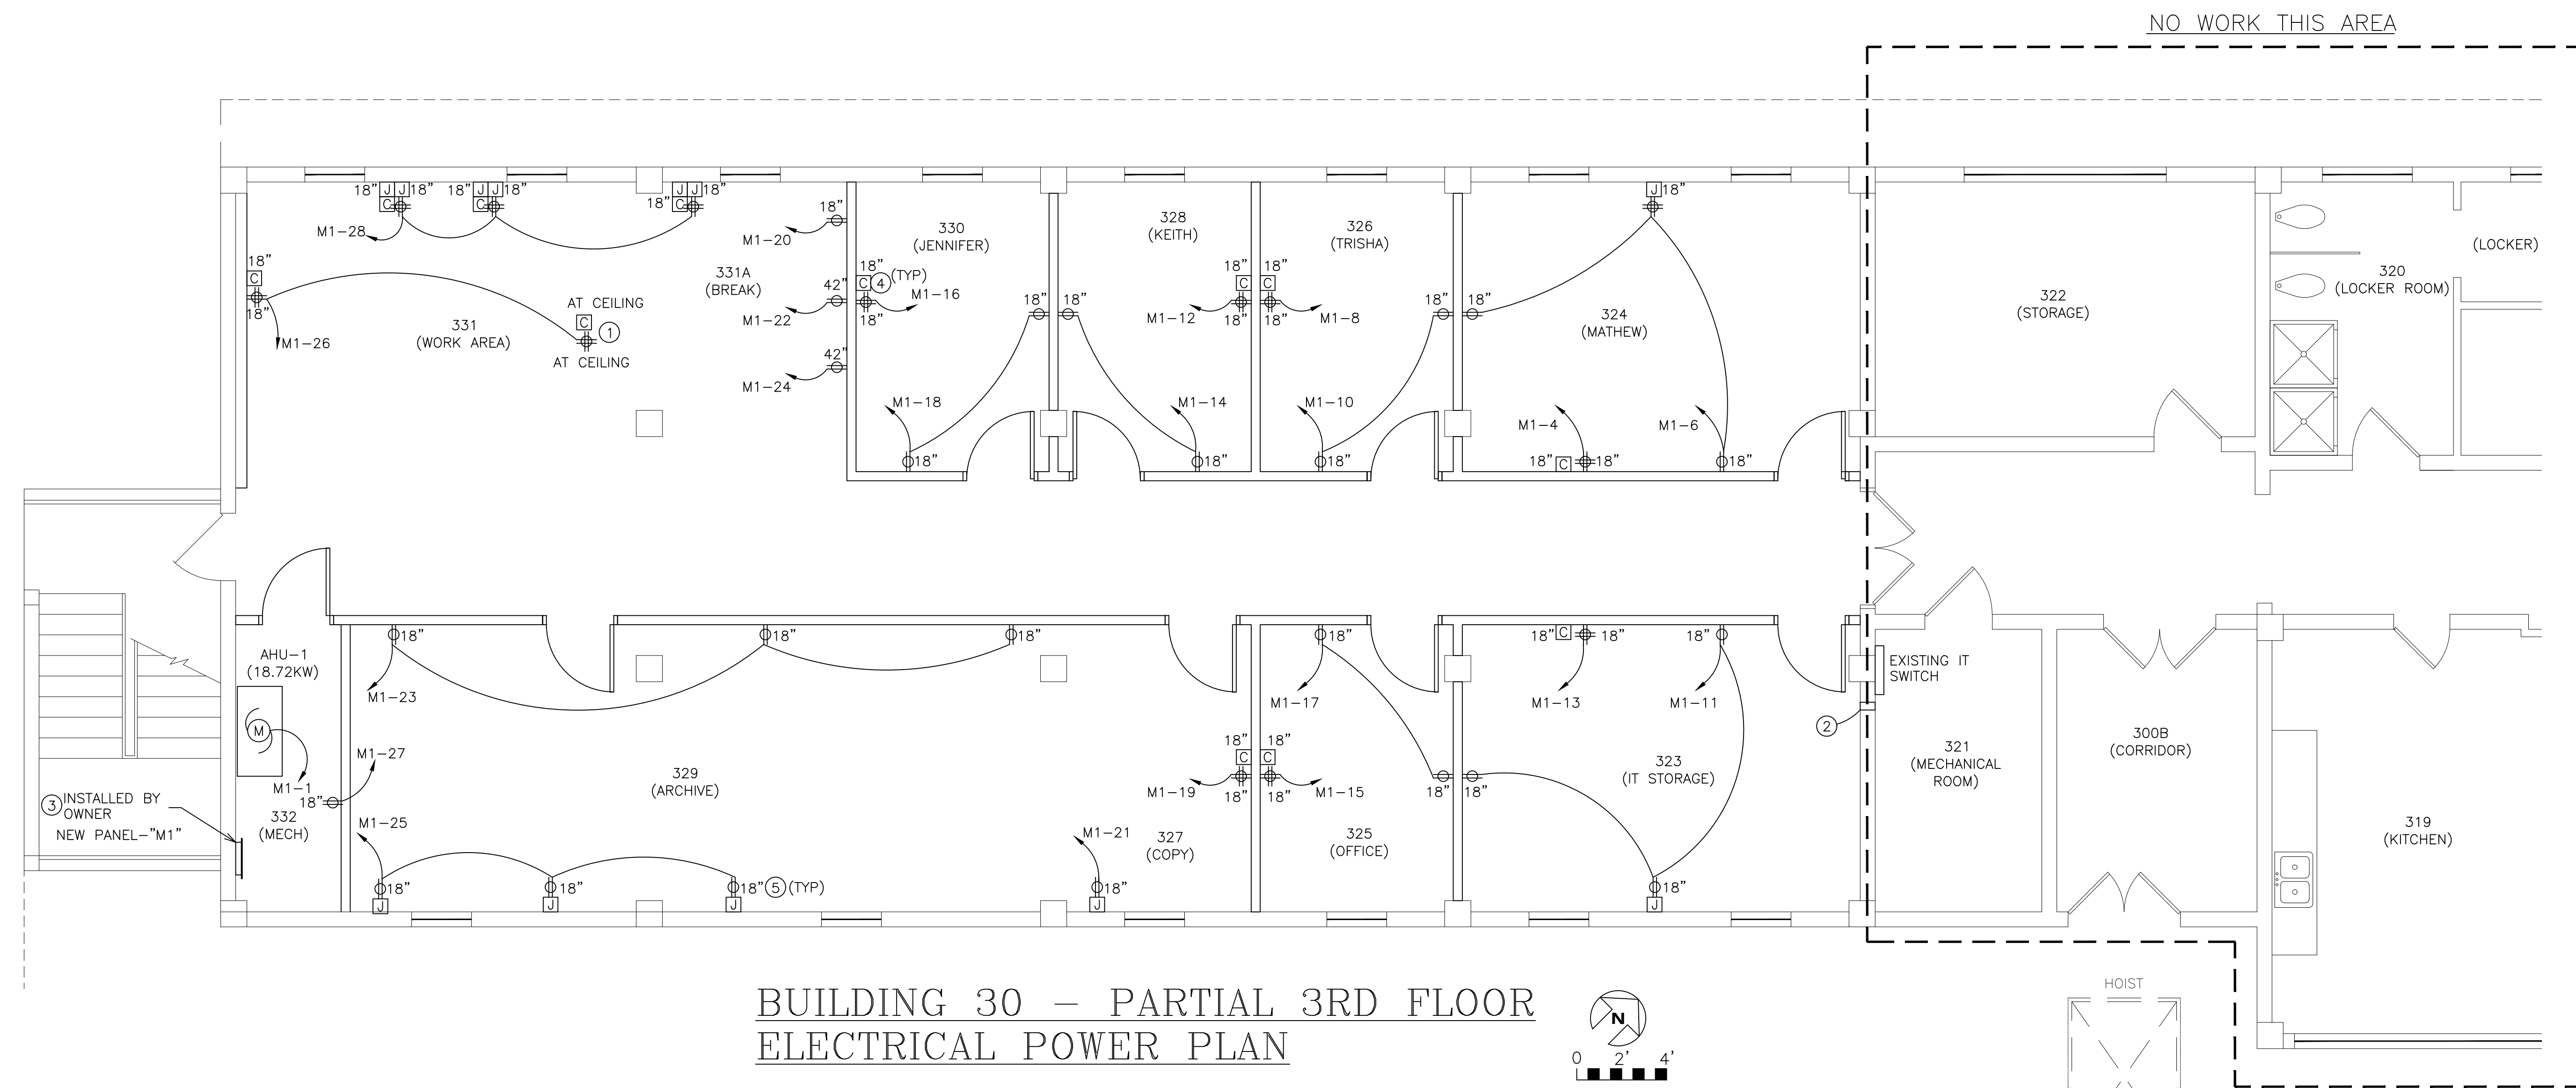 NO WORK THIS AREA
18" J J 18"
C
18" J J 18"
C
J J 18"
18" C
M1-28
18"
C
18"
M1-26
331
(WORK AREA)
AT CEILING
C 1
AT CEILING
331A
(BREAK)
18"
M1-20
42"
M1-22
42"
M1-24
330
(JENNIFER)
18"
C 4 (TYP)
M1-16
18"
18"
M1-18
18"
328
(KEITH)
18"
C
M1-12
18"
18"
M1-14
18"
326
(TRISHA)
18"
C
M1-8
18"
18"
M1-10
18"
J 18"
18"
324
(MATHEW)
M1-4
18" C 18"
M1-6
18"
322
(STORAGE)
320
(LOCKER ROOM)
(LOCKER)
AHU-1
(18.72KW)
M
M1-1
18"
M1-27
332
(MECH)
3 INSTALLED BY
OWNER
NEW PANEL-"M1"
18"
M1-23
18"
18"
329
(ARCHIVE)
M1-25
18"
J
18"
J
18" 5 (TYP)
J
M1-21
18"
J
327
(COPY)
18"
C
M1-19
18"
18"
M1-17
18"
C
M1-15
18"
325
(OFFICE)
18"
18" C 18"
M1-13
18"
M1-11
18"
323
(IT STORAGE)
18"
J
2
EXISTING IT
SWITCH
321
(MECHANICAL
ROOM)
300B
(CORRIDOR)
319
(KITCHEN)
HOIST
BUILDING 30 - PARTIAL 3RD FLOOR
ELECTRICAL POWER PLAN
N
0 2' 4'